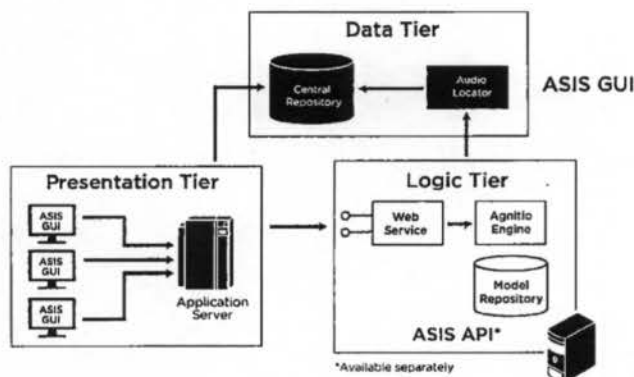 Data Tier
Central
Repository
Audio
Locator
ASIS GUI
Presentation Tier
ASIS
GUI
ASIS
GUI
ASIS
GUI
Application
Server
Logic Tier
Web
Service
Agnitio
Engine
Model
Repository
ASIS API*
*Available separately